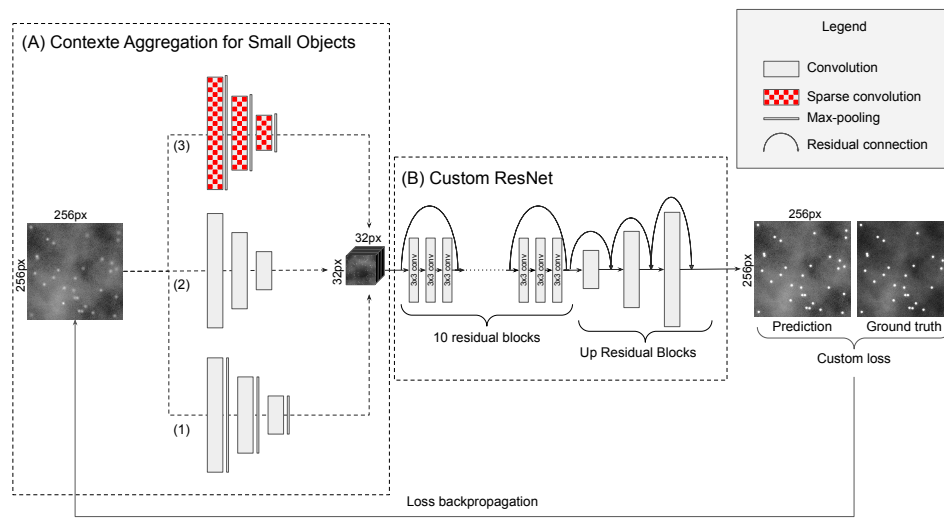 (A) Contexte Aggregation for Small Objects
(3)
256px
256px
(2)
(1)
32px
32px
(B) Custom ResNet
3x3 conv
3x3 conv
3x3 conv
3x3 conv
3x3 conv
3x3 conv
10 residual blocks
Up Residual Blocks
Legend
Convolution
Sparse convolution
Max-pooling
Residual connection
256px
256px
Prediction
Ground truth
Custom loss
Loss backpropagation